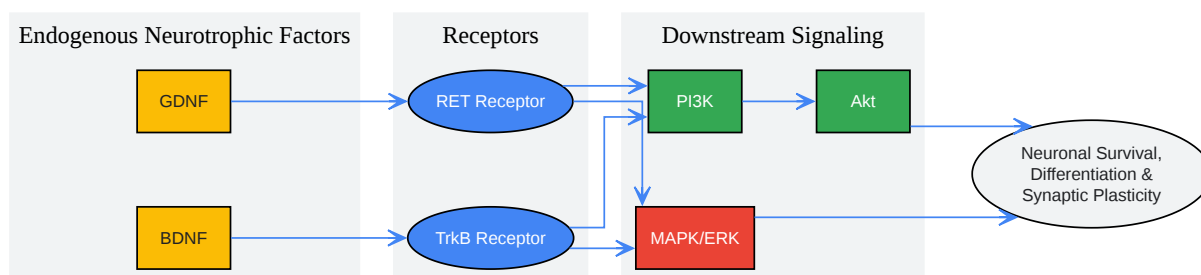 Endogenous Neurotrophic Factors
Receptors
Downstream Signaling
GDNF
RET Receptor
PI3K
Akt
Neuronal Survival,
Differentiation &
Synaptic Plasticity
BDNF
TrkB Receptor
MAPK/ERK